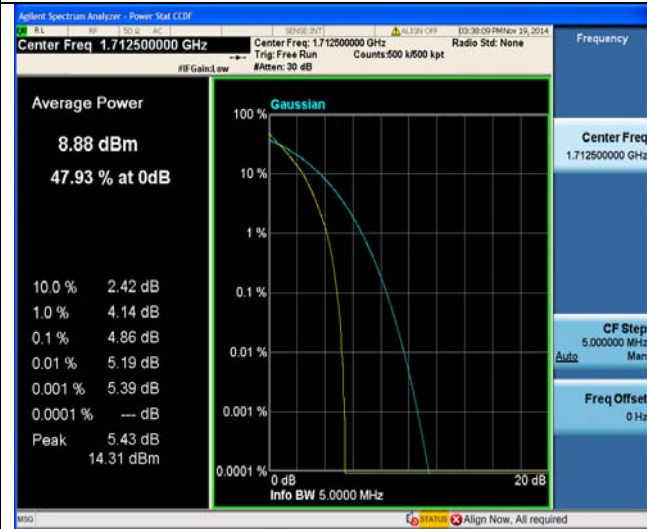 Agilent Spectrum Analyzer - Power Stat CCDF
RL RF 50 Ω AC SENSE:INT ALIGN OFF 03:38:09 PM Nov 19, 2014
Center Freq 1.712500000 GHz
Center Freq: 1.712500000 GHz Radio Std: None
Trig: Free Run Counts:500 k/500 kpt
#IFGain:Low #Atten: 30 dB
Frequency
Average Power
8.88 dBm
47.93 % at 0dB
10.0 % 2.42 dB
1.0 % 4.14 dB
0.1 % 4.86 dB
0.01 % 5.19 dB
0.001 % 5.39 dB
0.0001 % --- dB
Peak 5.43 dB
14.31 dBm
Gaussian
100 %
10 %
1 %
0.1 %
0.01 %
0.001 %
0.0001 %
0 dB 20 dB
Info BW 5.0000 MHz
Center Freq
1.712500000 GHz
CF Step
5.000000 MHz
Auto Man
Freq Offset
0 Hz
MSG STATUS Align Now, All required